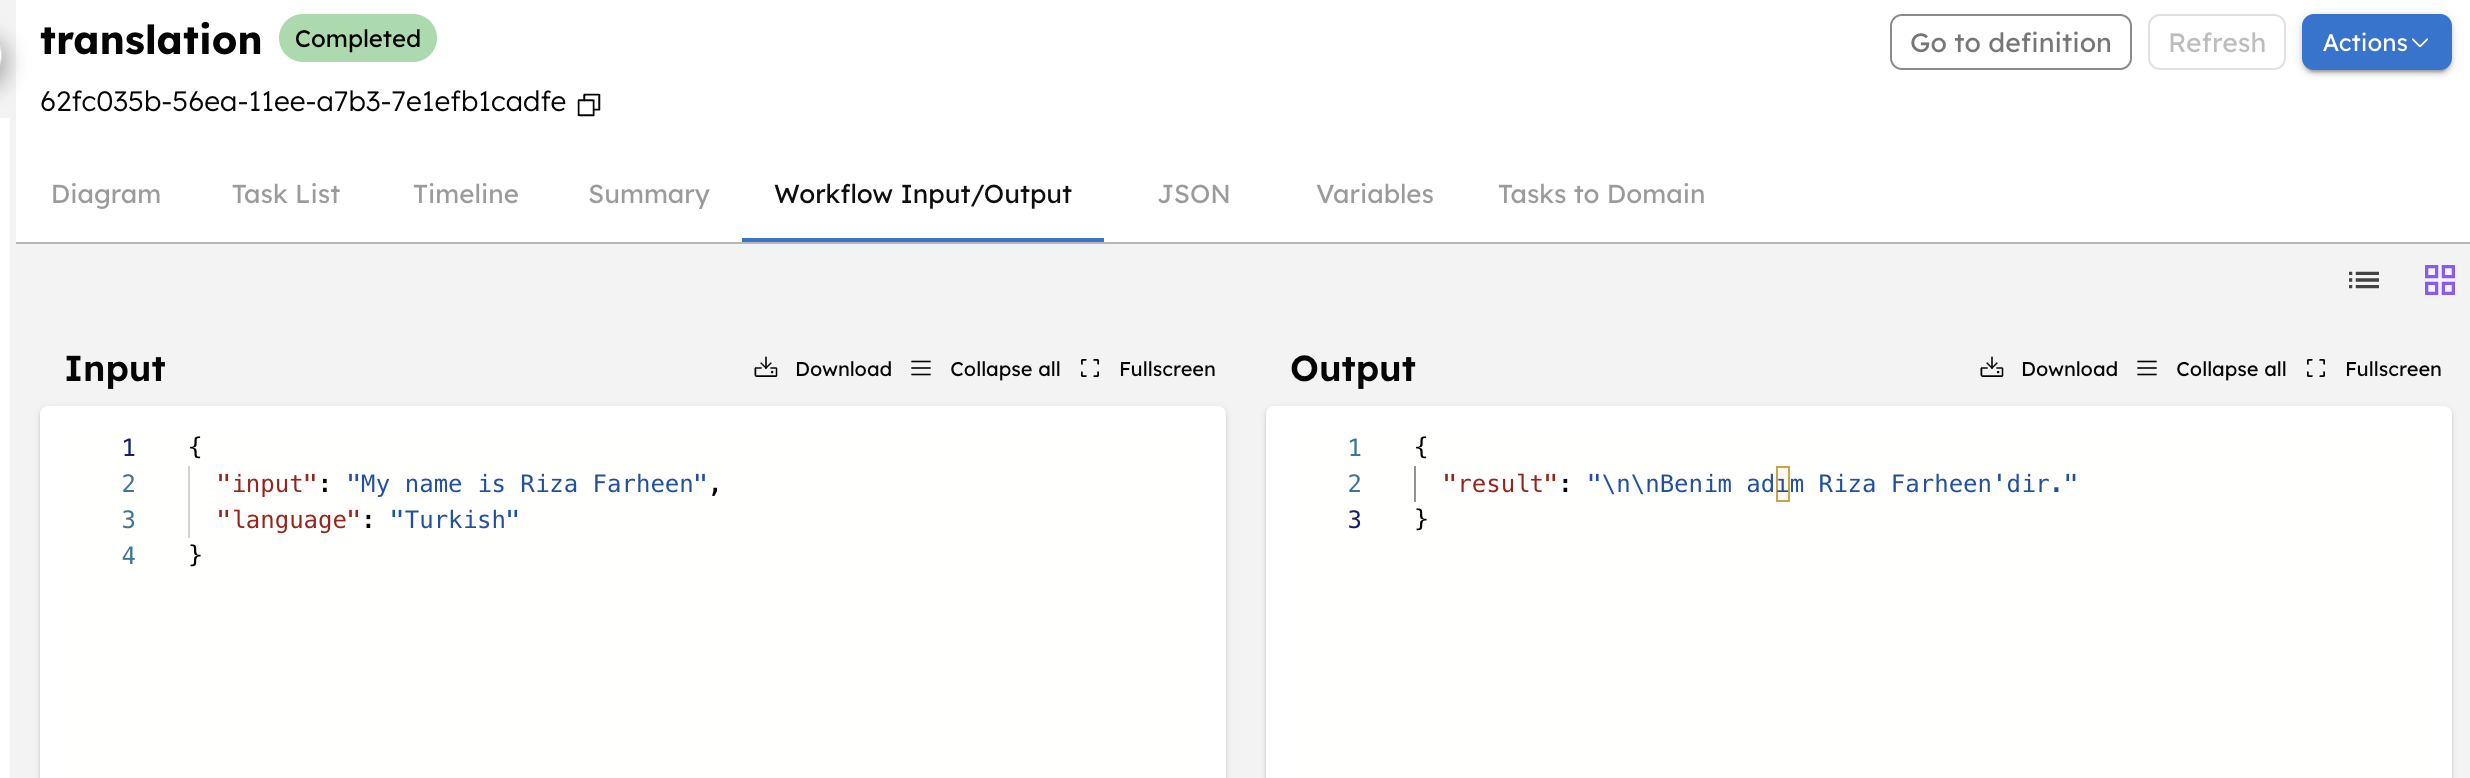 translation Completed
Go to definition Refresh Actions
62fc035b-56ea-11ee-a7b3-7e1efb1cadfe
Diagram Task List Timeline Summary Workflow Input/Output JSON Variables Tasks to Domain
Input Download Collapse all Fullscreen
1 {
2 "input": "My name is Riza Farheen",
3 "language": "Turkish"
4 }
Output Download Collapse all Fullscreen
1 {
2 "result": "\n\nBenim adım Riza Farheen'dir."
3 }